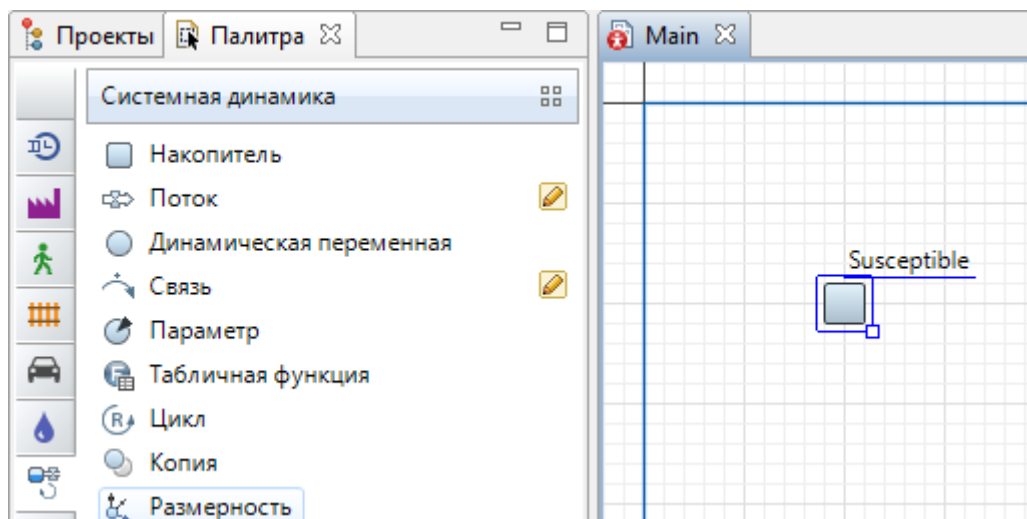 Проекты Палитра Main
Системная динамика
Накопитель
Поток
Динамическая переменная
Связь
Параметр
Табличная функция
R Цикл
Копия
Размерность
Susceptible